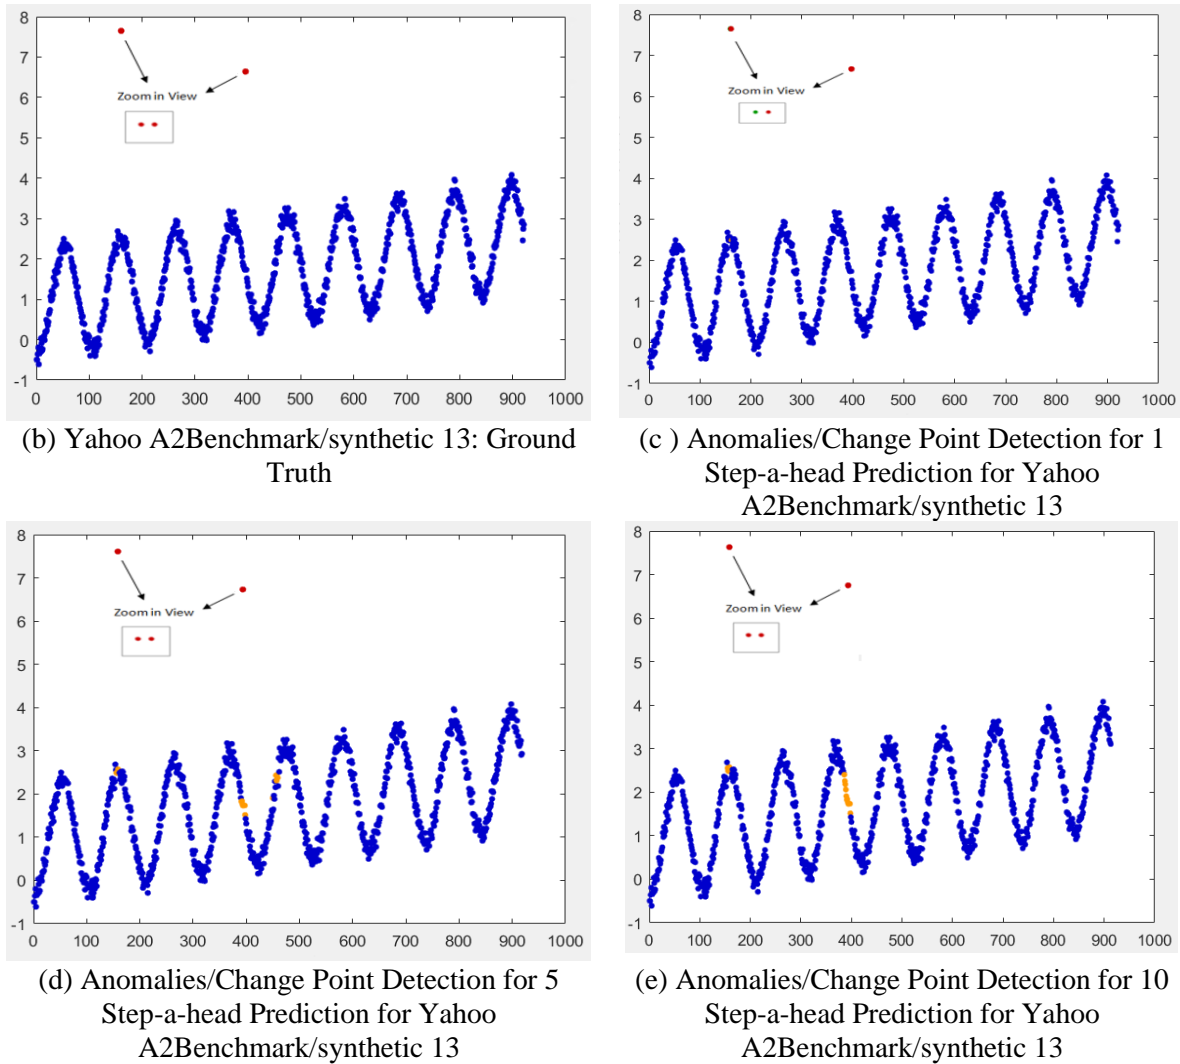 8
7
6
5
4
3
2
1
0
-1
0 100 200 300 400 500 600 700 800 900 1000
Zoom in View
(b) Yahoo A2Benchmark/synthetic 13: Ground
Truth
8
7
6
5
4
3
2
1
0
-1
0 100 200 300 400 500 600 700 800 900 1000
Zoom in View
(c ) Anomalies/Change Point Detection for 1
Step-a-head Prediction for Yahoo
A2Benchmark/synthetic 13
8
7
6
5
4
3
2
1
0
-1
0 100 200 300 400 500 600 700 800 900 1000
Zoom in View
(d) Anomalies/Change Point Detection for 5
Step-a-head Prediction for Yahoo
A2Benchmark/synthetic 13
8
7
6
5
4
3
2
1
0
-1
0 100 200 300 400 500 600 700 800 900 1000
Zoom in View
(e) Anomalies/Change Point Detection for 10
Step-a-head Prediction for Yahoo
A2Benchmark/synthetic 13